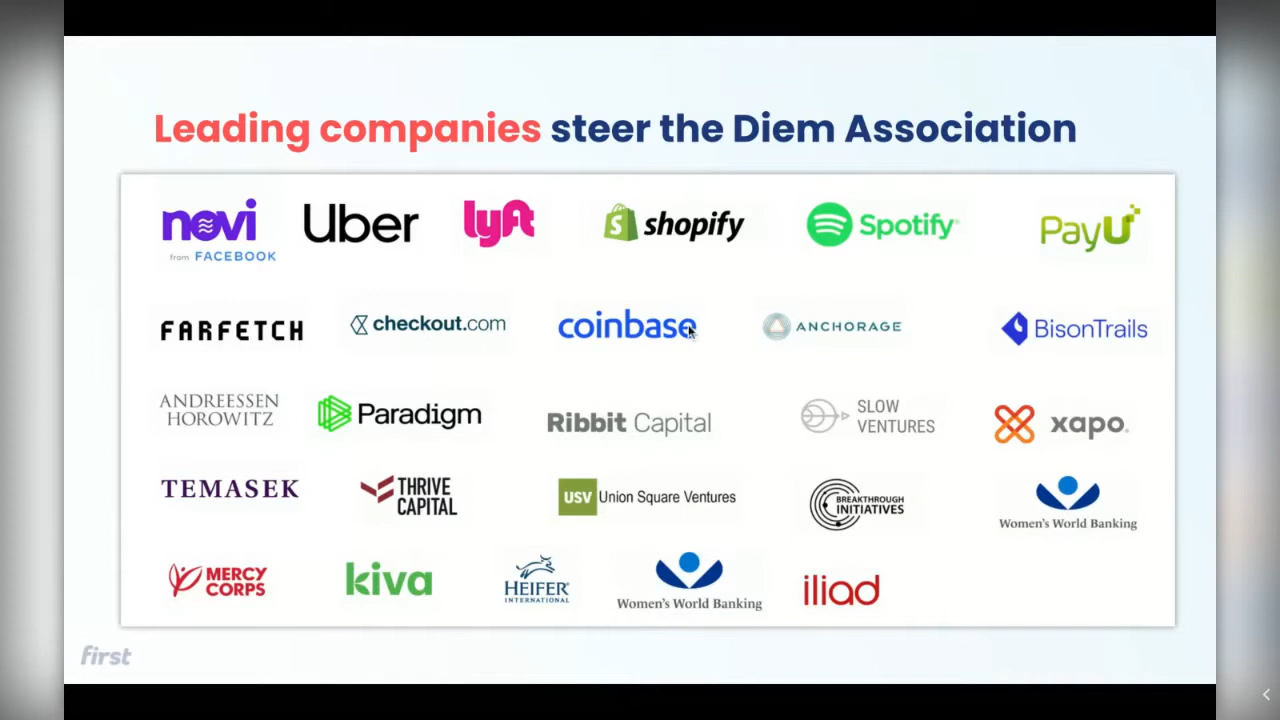 Leading companies steer the Diem Association
novi
from FACEBOOK
Uber
lyft
shopify
Spotify
PayU
FARFETCH
checkout.com
coinbase
ANCHORAGE
BisonTrails
ANDREESSEN
HOROWITZ
Paradigm
Ribbit Capital
SLOW
VENTURES
xapo
TEMASEK
THRIVE
CAPITAL
USV Union Square Ventures
BREAKTHROUGH
INITIATIVES
Women's World Banking
MERCY
CORPS
kiva
HEIFER
INTERNATIONAL
Women's World Banking
iliad
first